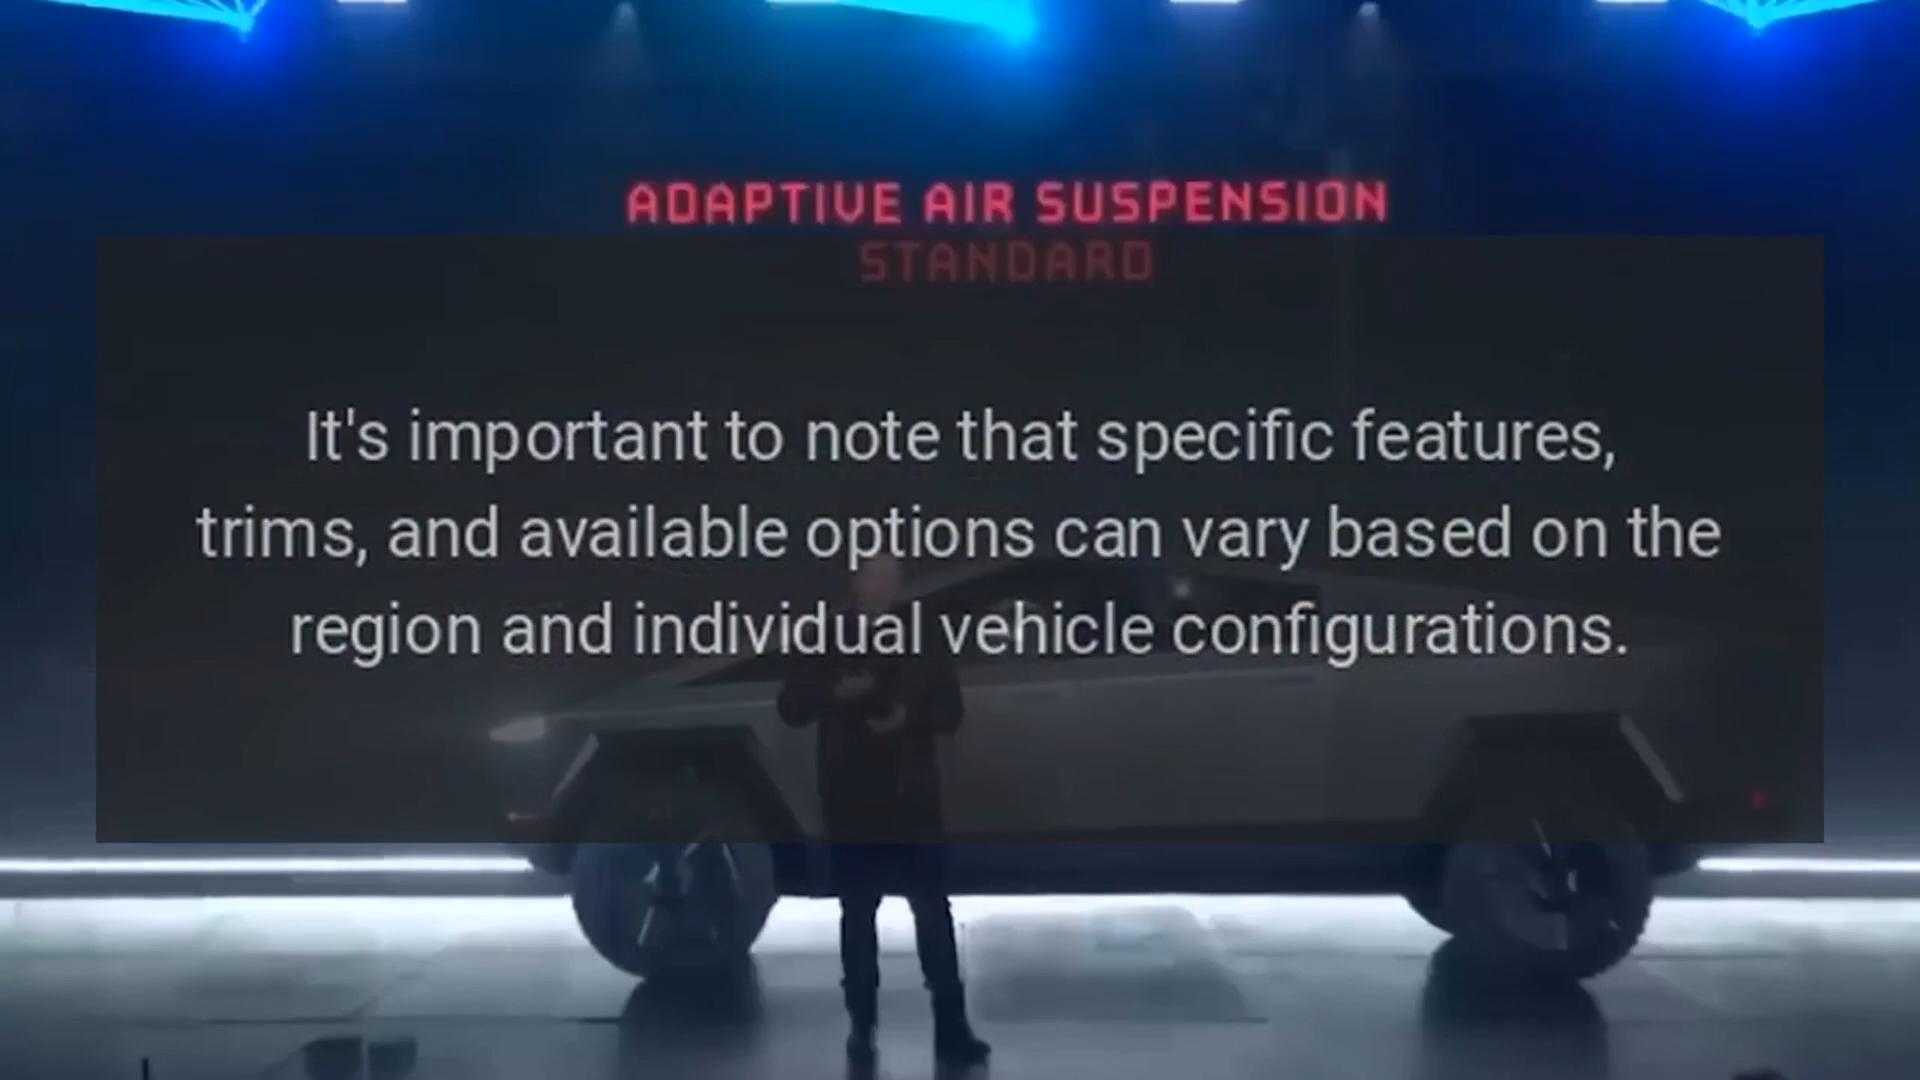 ADAPTIVE AIR SUSPENSION
STANDARD
It's important to note that specific features,
trims, and available options can vary based on the
region and individual vehicle configurations.